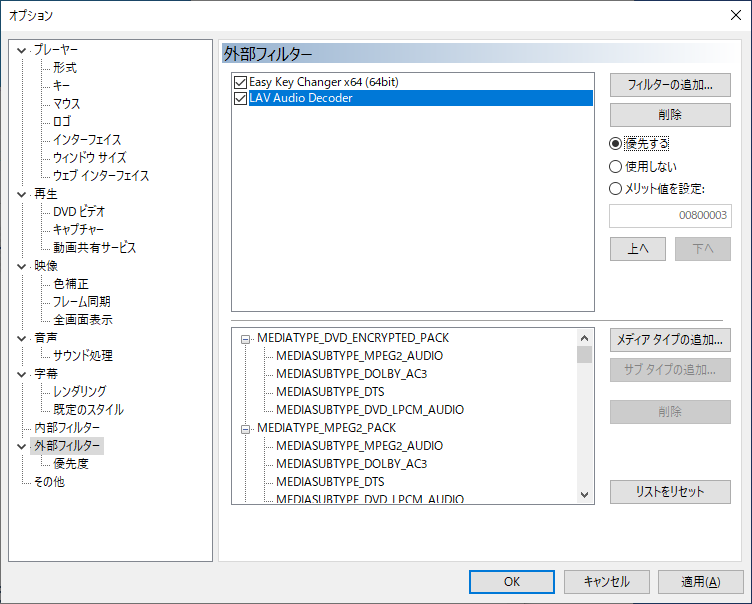 オプション
プレーヤー
形式
キー
マウス
ロゴ
インターフェイス
ウィンドウ サイズ
ウェブ インターフェイス
再生
DVD ビデオ
キャプチャー
動画共有サービス
映像
色補正
フレーム同期
全画面表示
音声
サウンド処理
字幕
レンダリング
既定のスタイル
内部フィルター
外部フィルター
優先度
その他
外部フィルター
Easy Key Changer x64 (64bit)
LAV Audio Decoder
フィルターの追加...
削除
優先する
使用しない
メリット値を設定:
00800003
上へ
下へ
MEDIATYPE_DVD_ENCRYPTED_PACK
MEDIASUBTYPE_MPEG2_AUDIO
MEDIASUBTYPE_DOLBY_AC3
MEDIASUBTYPE_DTS
MEDIASUBTYPE_DVD_LPCM_AUDIO
MEDIATYPE_MPEG2_PACK
MEDIASUBTYPE_MPEG2_AUDIO
MEDIASUBTYPE_DOLBY_AC3
MEDIASUBTYPE_DTS
MEDIASUBTYPE_DVD_LPCM_AUDIO
メディア タイプの追加...
サブ タイプの追加...
削除
リストをリセット
OK
キャンセル
適用(A)